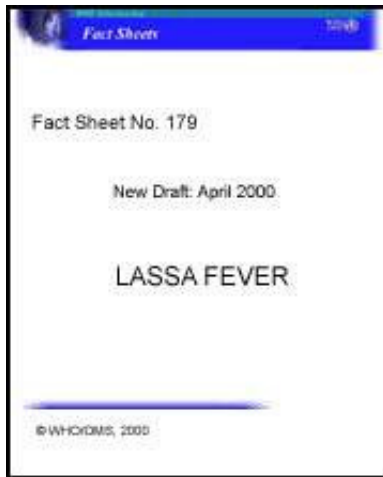 Fact Sheets
Fact Sheet No. 179
New Draft: April 2000
LASSA FEVER
© WHO/OMS, 2000